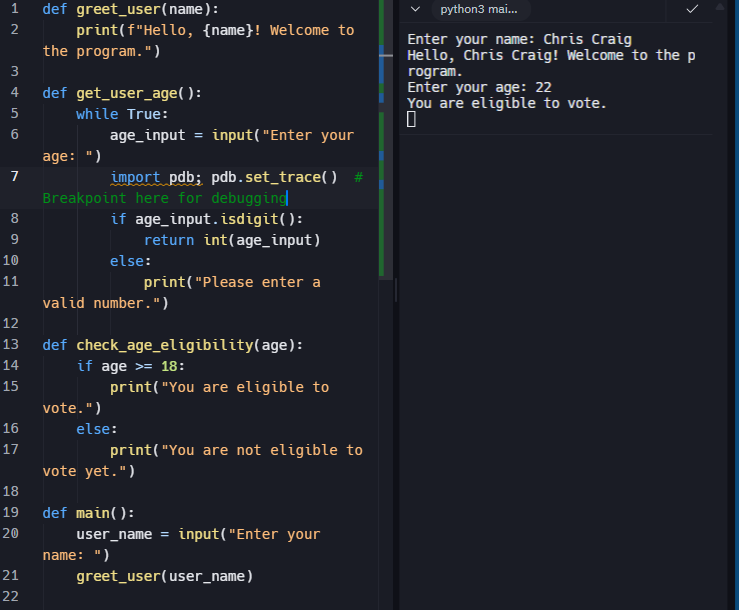 1 def greet_user(name):
2 print(f"Hello, {name}! Welcome to
the program.")
3
4 def get_user_age():
5 while True:
6 age_input = input("Enter your
age: ")
7 import pdb; pdb.set_trace()  #
Breakpoint here for debugging
8 if age_input.isdigit():
9 return int(age_input)
10 else:
11 print("Please enter a
valid number.")
12
13 def check_age_eligibility(age):
14 if age >= 18:
15 print("You are eligible to
vote.")
16 else:
17 print("You are not eligible to
vote yet.")
18
19 def main():
20 user_name = input("Enter your
name: ")
21 greet_user(user_name)
22
python3 mai...
Enter your name: Chris Craig
Hello, Chris Craig! Welcome to the p
rogram.
Enter your age: 22
You are eligible to vote.